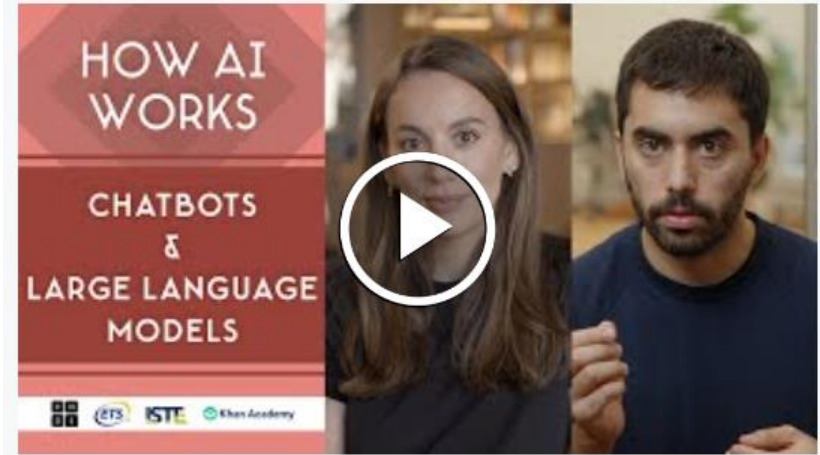 HOW AI
WORKS
CHATBOTS
&
LARGE LANGUAGE
MODELS
ETS
ISTE
Khan Academy